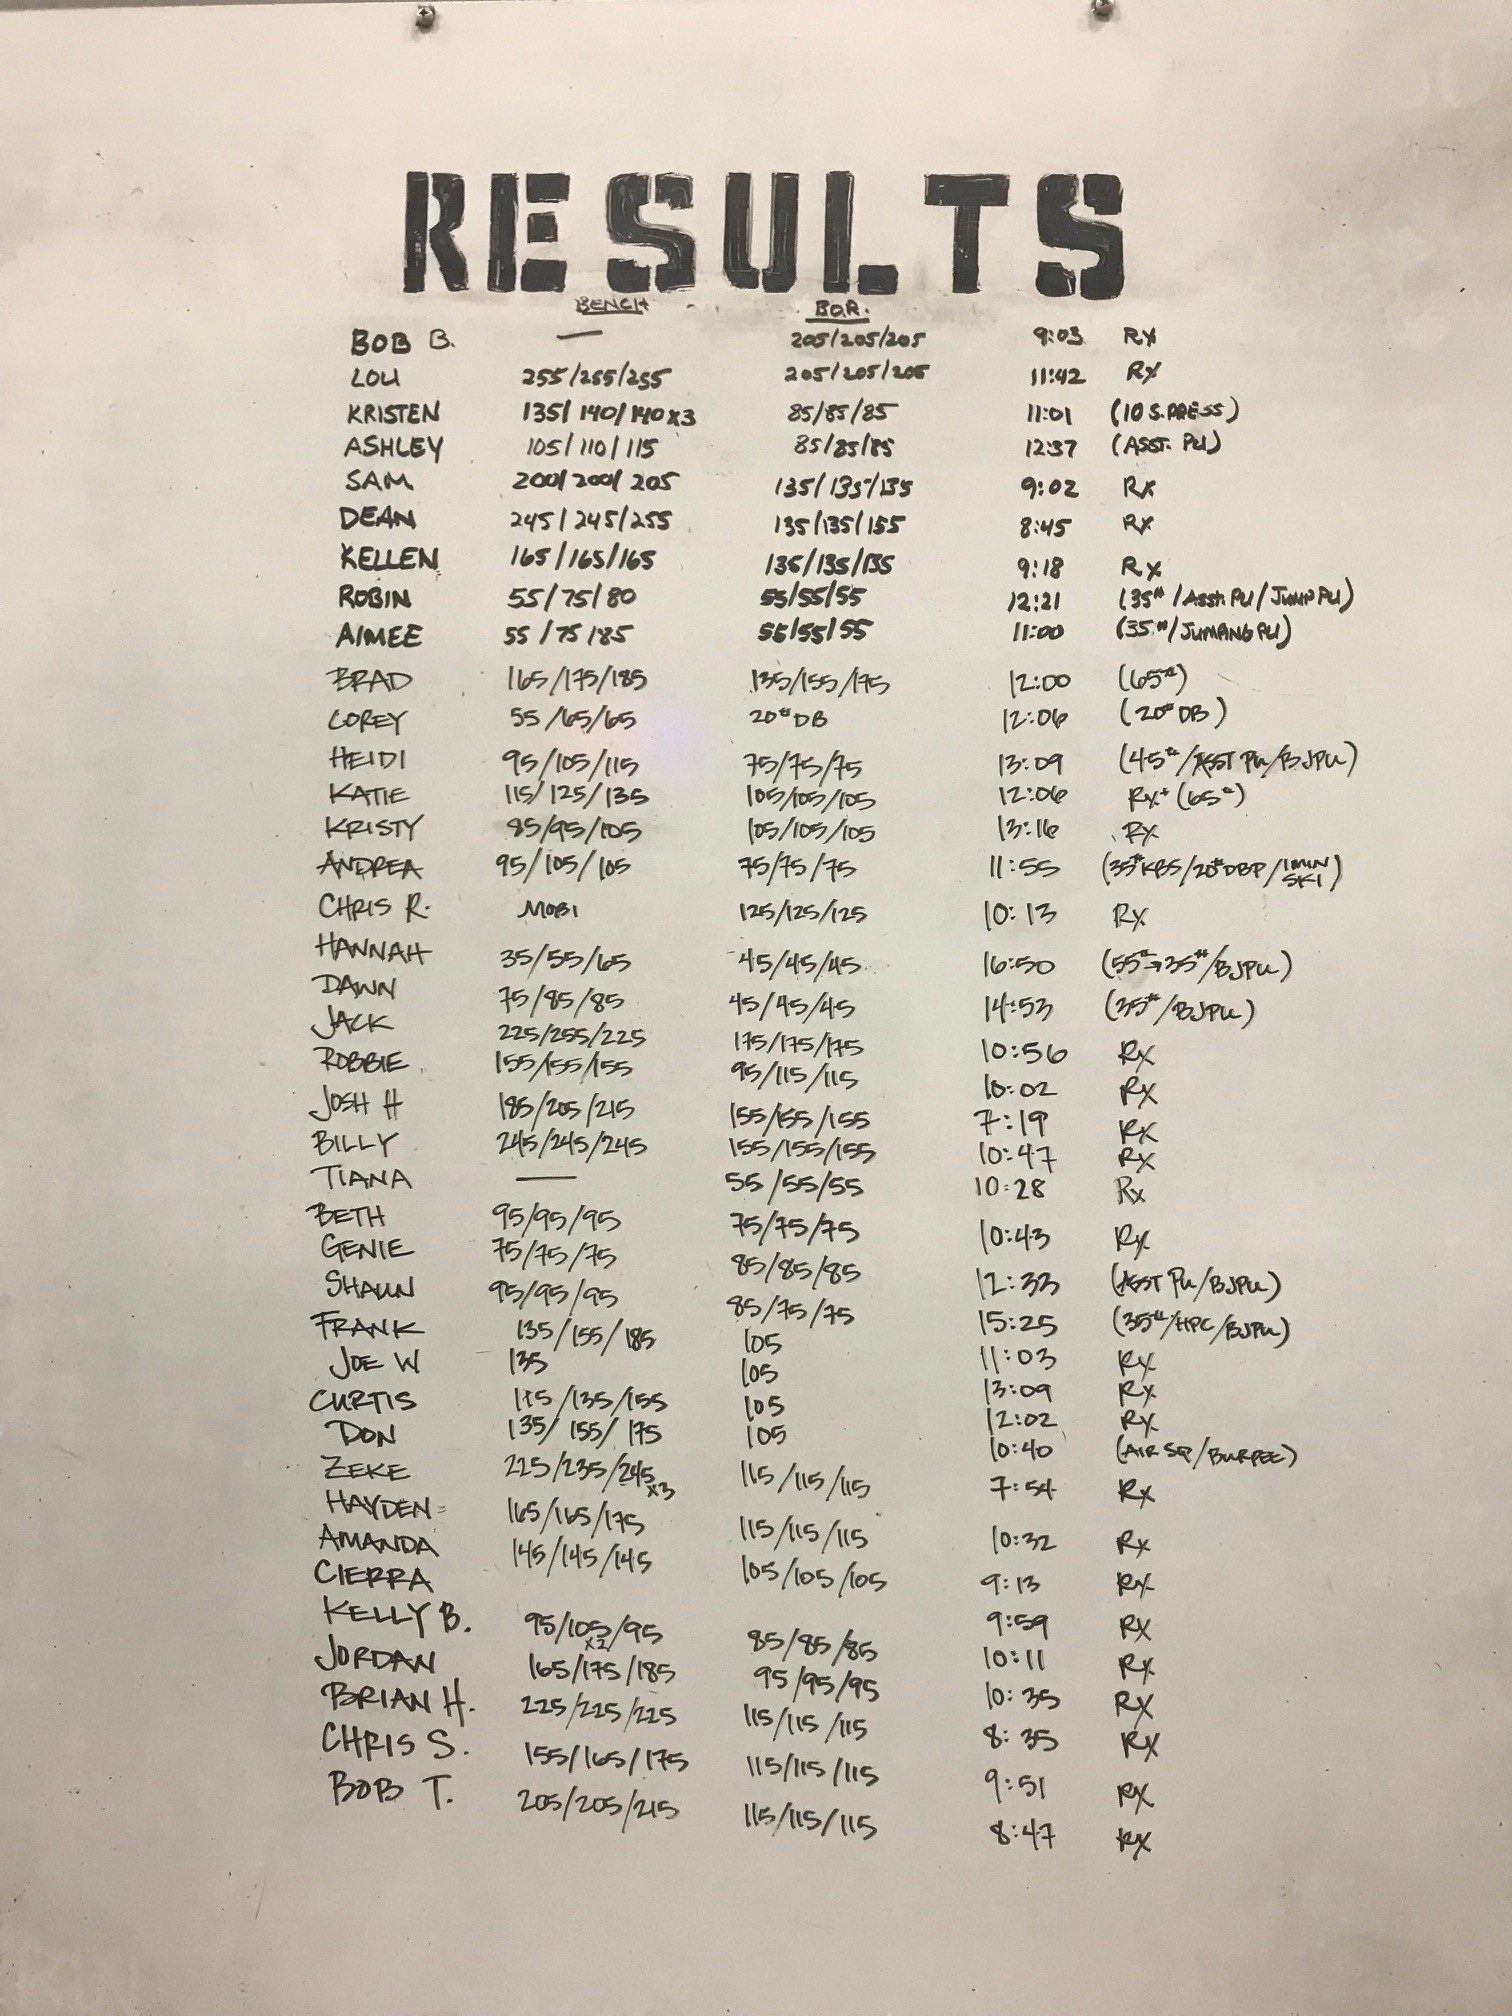 RESULTS
BENCH B.O.R.
BOB B. — 205/205/205 9:03 RX
LOU 255/255/255 205/205/205 11:42 RX
KRISTEN 135/140/140x3 85/85/85 11:01 (10 S.PRESS)
ASHLEY 105/110/115 85/85/85 12:37 (ASST. PU)
SAM 200/200/205 135/135/135 9:02 RX
DEAN 245/245/255 135/135/155 8:45 RX
KELLEN 165/165/165 135/135/135 9:18 RX
ROBIN 55/75/80 55/55/55 12:21 (35#/ASST. PU/JUMP PU)
AIMEE 55/75/85 55/55/55 11:00 (35#/JUMPING PU)
BRAD 165/175/185 135/155/175 12:00 (65#)
COREY 55/65/65 20# DB 12:06 (20# DB)
HEIDI 95/105/115 75/75/75 13:09 (45#/ASST PU/BJPU)
KATIE 115/125/135 105/105/105 12:06 RX+ (65#)
KRISTY 85/95/105 105/105/105 13:16 RX
ANDREA 95/105/105 75/75/75 11:55 (35# KBS/20# DBP/1 MIN SKI)
CHRIS R. MOBI 125/125/125 10:13 RX
HANNAH 35/55/65 45/45/45 16:50 (55#→35#/BJPU)
DAWN 75/85/85 45/45/45 14:53 (35#/BJPU)
JACK 225/255/225 175/175/175 10:56 RX
ROBBIE 155/155/155 95/115/115 10:02 RX
JOSH H 185/205/215 155/155/155 7:19 RX
BILLY 245/245/245 155/155/155 10:47 RX
TIANA — 55/55/55 10:28 RX
BETH 95/95/95 75/75/75 10:43 RX
GENIE 75/75/75 85/85/85 12:33 (ASST PU/BJPU)
SHAUN 95/95/95 85/75/75 15:25 (35#/HPC/BJPU)
FRANK 135/155/185 105 11:03 RX
JOE W 135 105 13:09 RX
CURTIS 115/135/155 105 12:02 RX
DON 135/155/175 105 10:40 (AIR SQ/BURPEE)
ZEKE 225/235/245 x3 115/115/115 7:54 RX
HAYDEN 165/165/175 115/115/115 10:32 RX
AMANDA 145/145/145 105/105/105 9:13 RX
CIERRA 9:59 RX
KELLY B. 95/105x2/95 85/85/85 10:11 RX
JORDAN 165/175/185 95/95/95 10:35 RX
BRIAN H. 225/225/225 115/115/115 8:35 RX
CHRIS S. 155/165/175 115/115/115 9:51 RX
BOB T. 205/205/215 115/115/115 8:47 RX